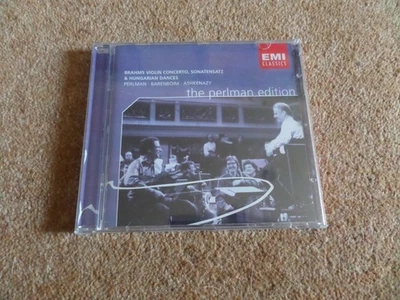 BRAHMS VIOLIN CONCERTO, SONATENSATZ
& HUNGARIAN DANCES
PERLMAN · BARENBOIM · ASHKENAZY
EMI
CLASSICS
the perlman edition